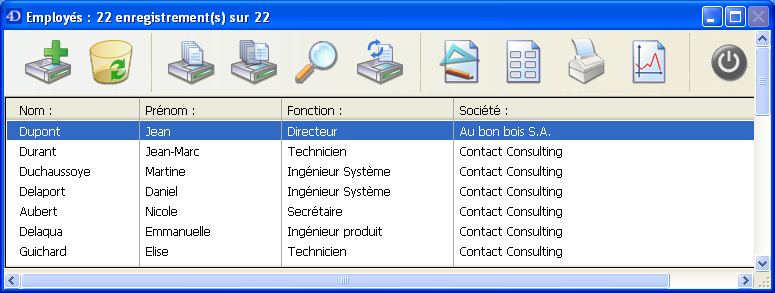 4D Employés : 22 enregistrement(s) sur 22
Nom : Prénom : Fonction : Société :
Dupont Jean Directeur Au bon bois S.A.
Durant Jean-Marc Technicien Contact Consulting
Duchaussoye Martine Ingénieur Système Contact Consulting
Delaport Daniel Ingénieur Système Contact Consulting
Aubert Nicole Secrétaire Contact Consulting
Delaqua Emmanuelle Ingénieur produit Contact Consulting
Guichard Elise Technicien Contact Consulting